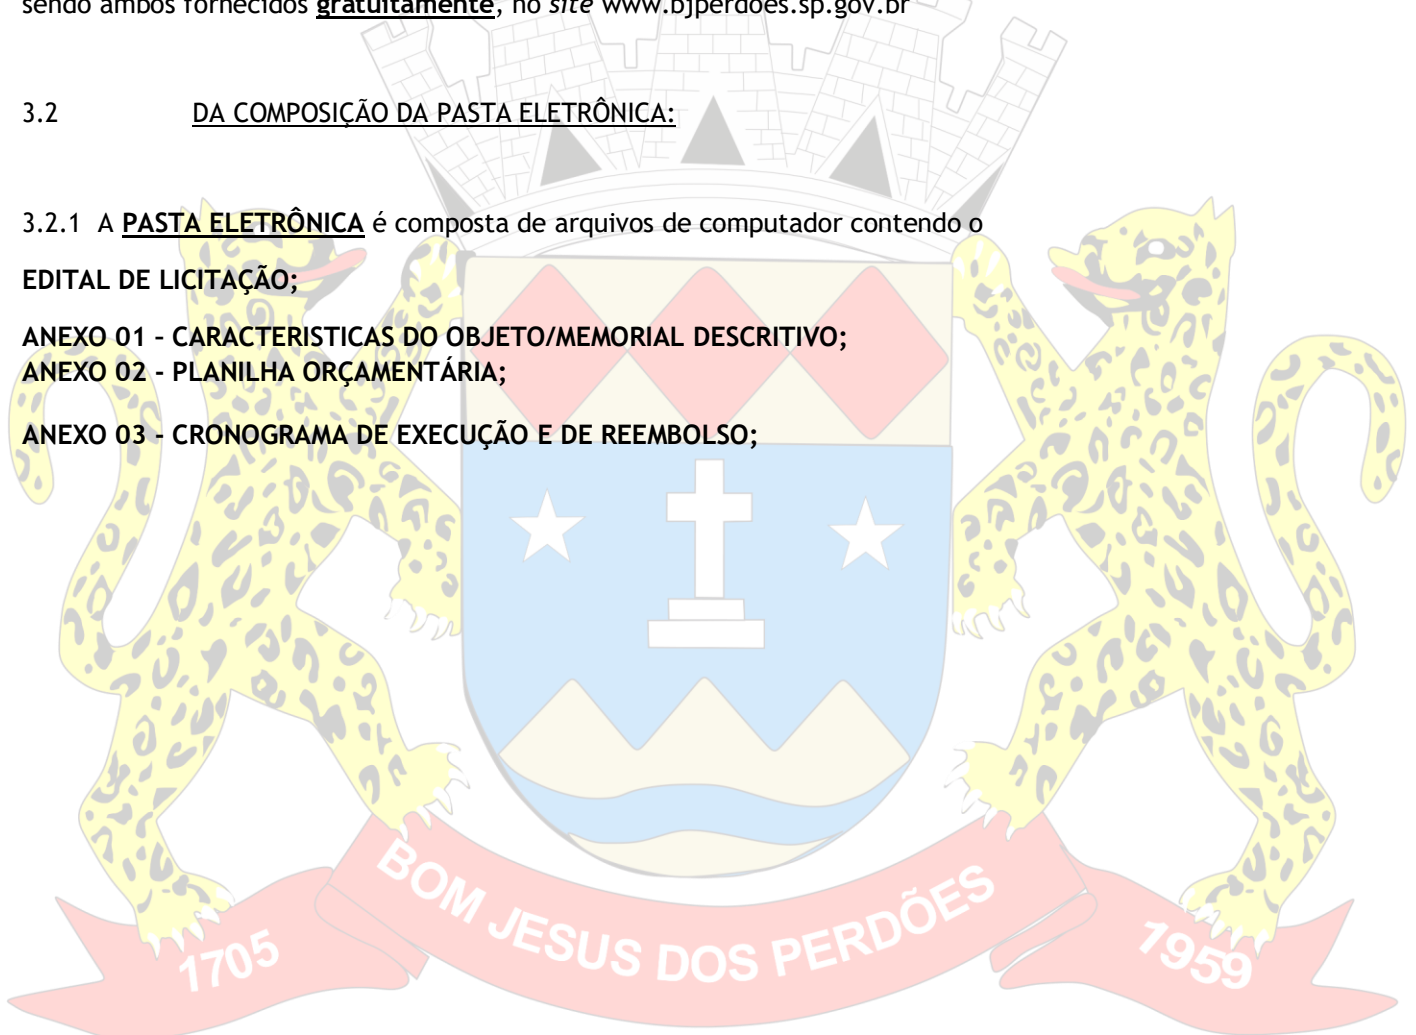 sendo ambos fornecidos gratuitamente, no site www.bjperdoes.sp.gov.br
3.2 DA COMPOSIÇÃO DA PASTA ELETRÔNICA:
3.2.1 A PASTA ELETRÔNICA é composta de arquivos de computador contendo o
EDITAL DE LICITAÇÃO;
ANEXO 01 – CARACTERISTICAS DO OBJETO/MEMORIAL DESCRITIVO;
ANEXO 02 - PLANILHA ORÇAMENTÁRIA;
ANEXO 03 – CRONOGRAMA DE EXECUÇÃO E DE REEMBOLSO;
1705 BOM JESUS DOS PERDÕES 1959